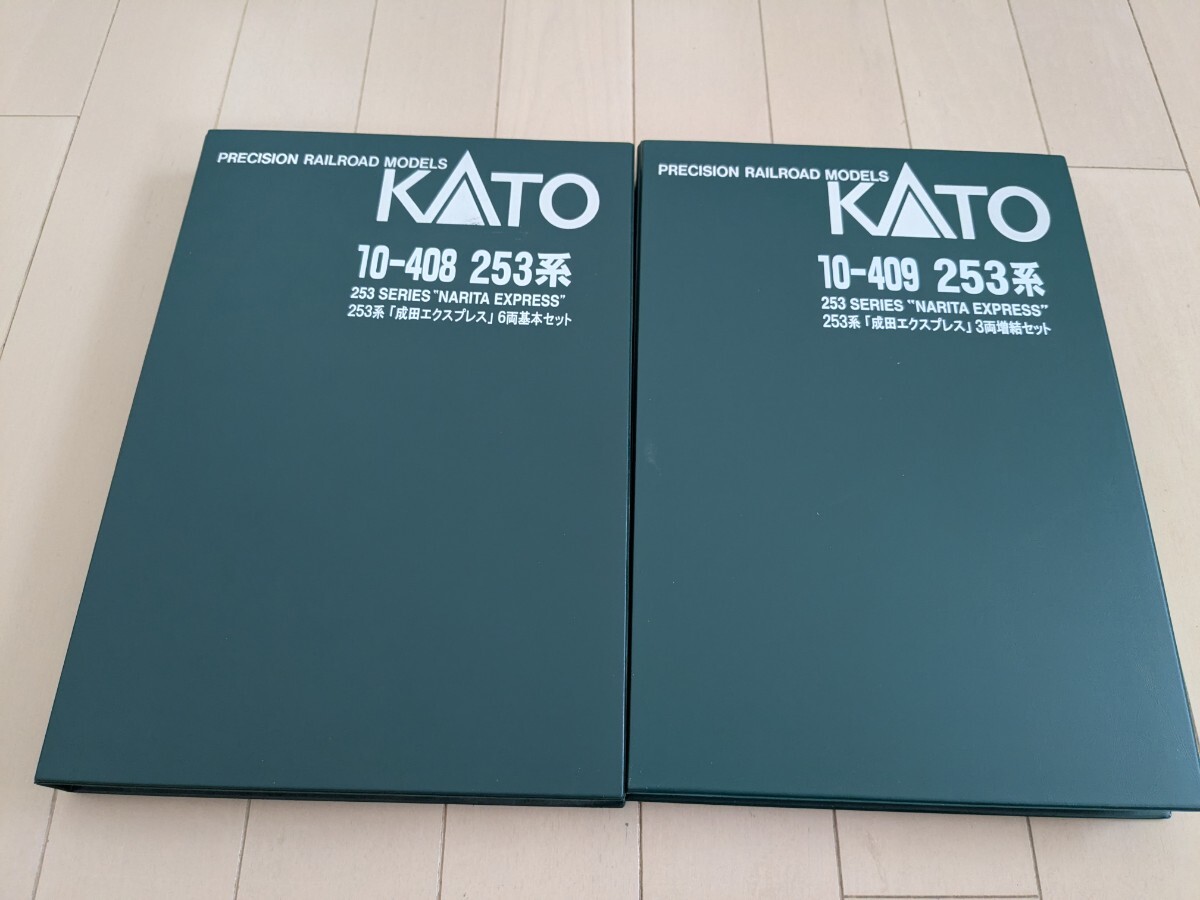 PRECISION RAILROAD MODELS
KATO
10-408 253系
253 SERIES "NARITA EXPRESS"
253系「成田エクスプレス」6両基本セット
PRECISION RAILROAD MODELS
KATO
10-409 253系
253 SERIES "NARITA EXPRESS"
253系「成田エクスプレス」3両増結セット